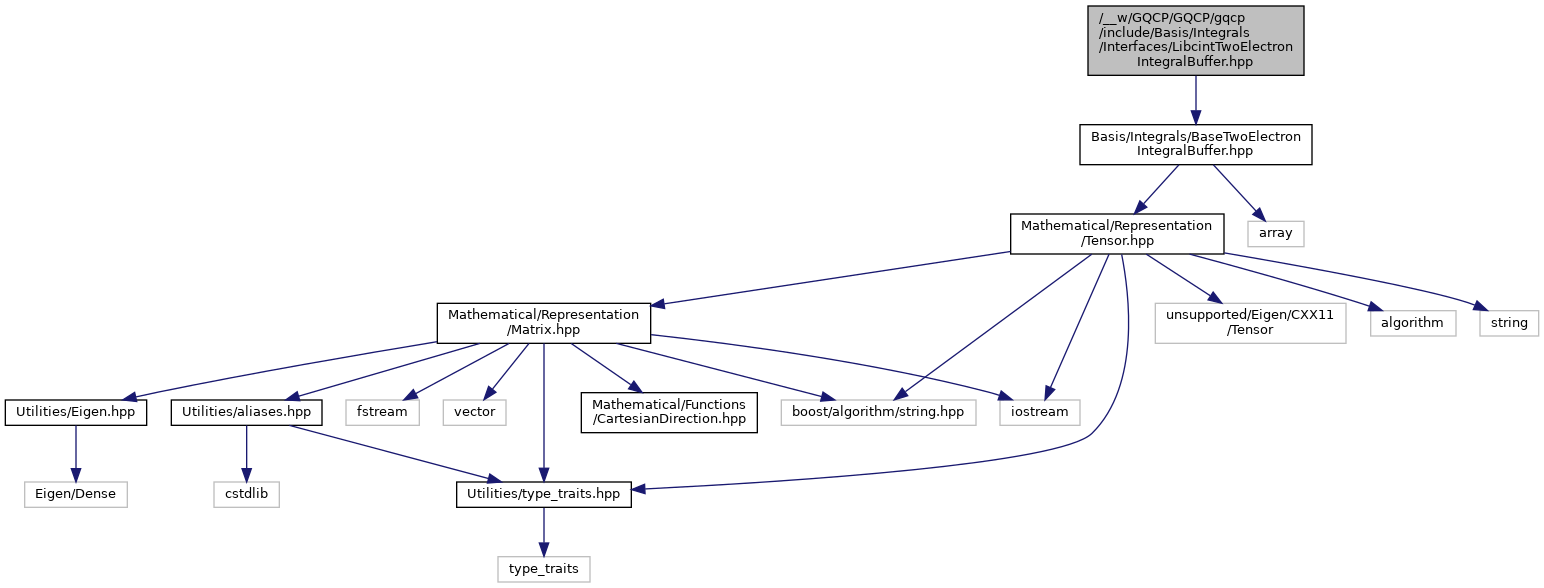 /__w/GQCP/GQCP/gqcp
/include/Basis/Integrals
/Interfaces/LibcintTwoElectron
IntegralBuffer.hpp
Basis/Integrals/BaseTwoElectron
IntegralBuffer.hpp
Mathematical/Representation
/Tensor.hpp
array
Mathematical/Representation
/Matrix.hpp
unsupported/Eigen/CXX11
/Tensor
algorithm
string
Utilities/Eigen.hpp
Utilities/aliases.hpp
fstream
vector
Mathematical/Functions
/CartesianDirection.hpp
boost/algorithm/string.hpp
iostream
Eigen/Dense
cstdlib
Utilities/type_traits.hpp
type_traits